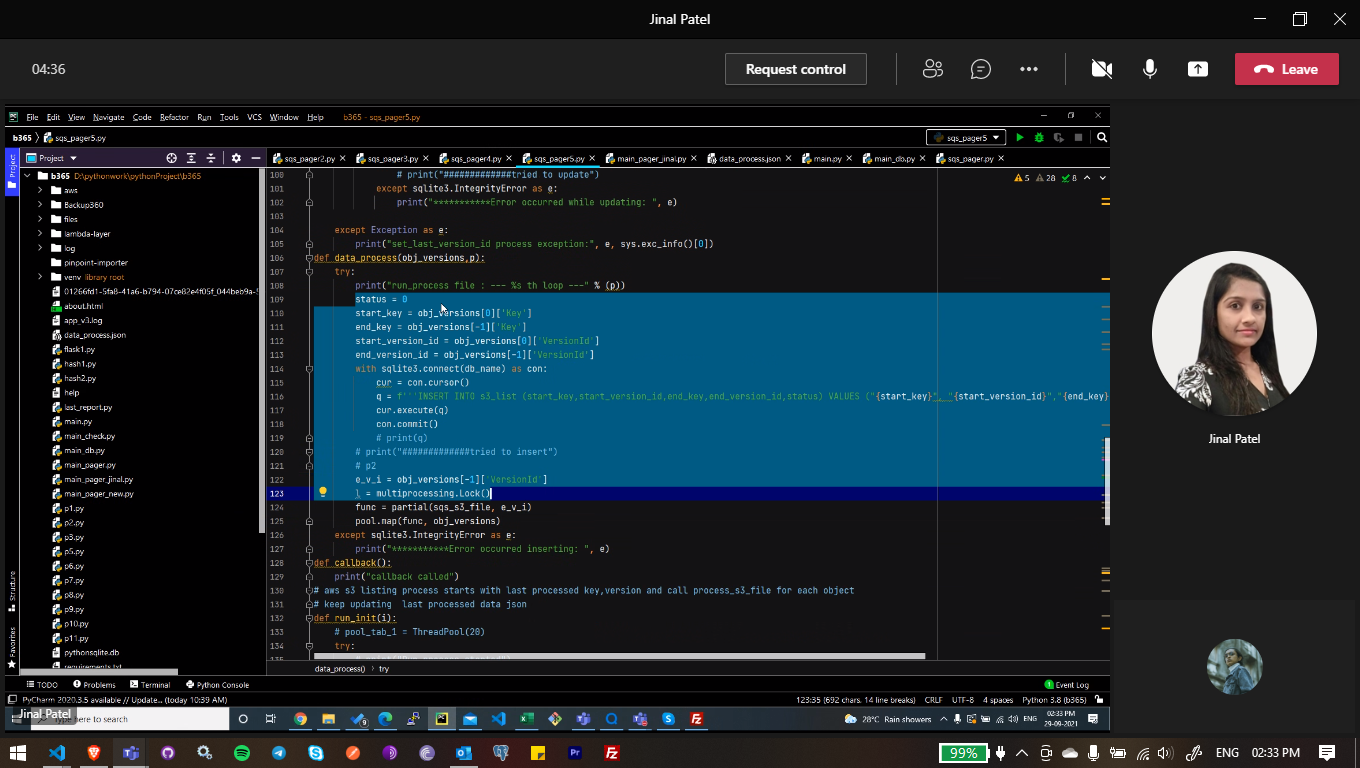 Jinal Patel
04:36
Request control
Leave
File Edit View Navigate Code Refactor Run Tools VCS Window Help b365 - sqs_pager5.py
b365 sqs_pager5.py
sqs_pager5
Project
sqs_pager2.py sqs_pager3.py sqs_pager4.py sqs_pager5.py main_pager_jinal.py data_process.json main.py main_db.py sqs_pager.py
Project
Structure
Favorites
b365 D:\pythonwork\pythonProject\b365
aws
Backup360
files
lambda-layer
log
pinpoint-importer
venv library root
01266fd1-5fa8-41a6-b794-07ce82e4f05f_044beb9a-5
about.html
app_v3.log
data_process.json
flask1.py
hash1.py
hash2.py
help
last_report.py
main.py
main_check.py
main_db.py
main_pager.py
main_pager_jinal.py
main_pager_new.py
p1.py
p2.py
p3.py
p5.py
p6.py
p7.py
p8.py
p9.py
p10.py
p11.py
pythonsqlite.db
requirements.txt
5 28 8
100 # print("#############tried to update")
101 except sqlite3.IntegrityError as e:
102 print("***********Error occurred while updating: ", e)
103
104 except Exception as e:
105 print("set_last_version_id process exception:", e, sys.exc_info()[0])
106 def data_process(obj_versions,p):
107 try:
108 print("run_process file : --- %s th loop ---" % (p))
109 status = 0
110 start_key = obj_versions[0]['Key']
111 end_key = obj_versions[-1]['Key']
112 start_version_id = obj_versions[0]['VersionId']
113 end_version_id = obj_versions[-1]['VersionId']
114 with sqlite3.connect(db_name) as con:
115 cur = con.cursor()
116 q = f'''INSERT INTO s3_list (start_key,start_version_id,end_key,end_version_id,status) VALUES ("{start_key}", "{start_version_id}","{end_key}
117 cur.execute(q)
118 con.commit()
119 # print(q)
120 # print("#############tried to insert")
121 # p2
122 e_v_i = obj_versions[-1]['VersionId']
123 l = multiprocessing.Lock()
124 func = partial(sqs_s3_file, e_v_i)
125 pool.map(func, obj_versions)
126 except sqlite3.IntegrityError as e:
127 print("***********Error occurred inserting: ", e)
128 def callback():
129 print("callback called")
130 # aws s3 listing process starts with last processed key,version and call process_s3_file for each object
131 # keep updating last processed data json
132 def run_init(i):
133 # pool_tab_1 = ThreadPool(20)
134 try:
data_process() try
TODO Problems Terminal Python Console Event Log
PyCharm 2020.3.5 available // Update... (today 10:39 AM) 123:35 (692 chars, 14 line breaks) CRLF UTF-8 4 spaces Python 3.8 (b365)
Jinal Patel
here to search
28°C Rain showers
ENG
02:33 PM
29-09-2021
Jinal Patel
99%
ENG
02:33 PM